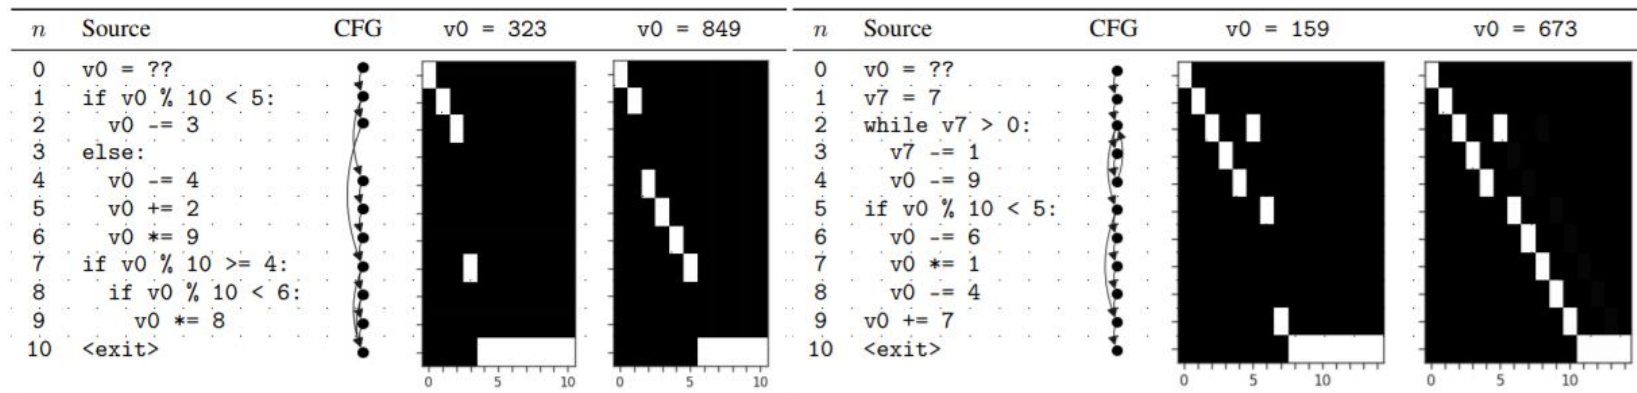 n Source CFG v0 = 323 v0 = 849
0 v0 = ??
1 if v0 % 10 < 5:
2 v0 -= 3
3 else:
4 v0 -= 4
5 v0 += 2
6 v0 *= 9
7 if v0 % 10 >= 4:
8 if v0 % 10 < 6:
9 v0 *= 8
10 <exit>
0 5 10 0 5 10
n Source CFG v0 = 159 v0 = 673
0 v0 = ??
1 v7 = 7
2 while v7 > 0:
3 v7 -= 1
4 v0 -= 9
5 if v0 % 10 < 5:
6 v0 -= 6
7 v0 *= 1
8 v0 -= 4
9 v0 += 7
10 <exit>
0 5 10 0 5 10